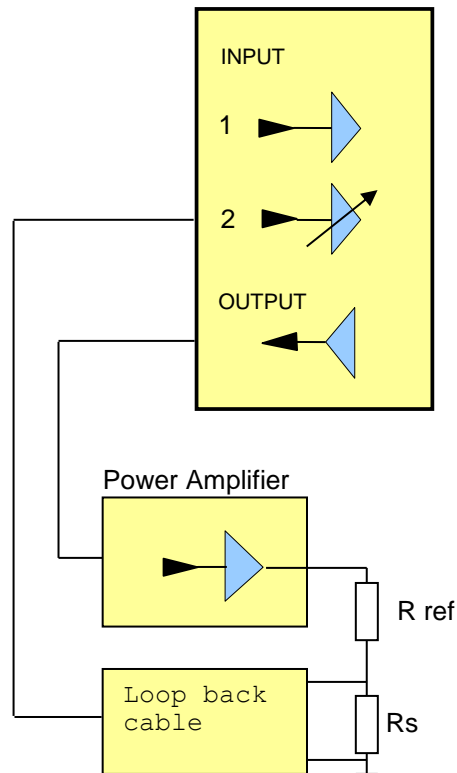 INPUT
1
2
OUTPUT
Power Amplifier
R ref
Loop back
cable
Rs